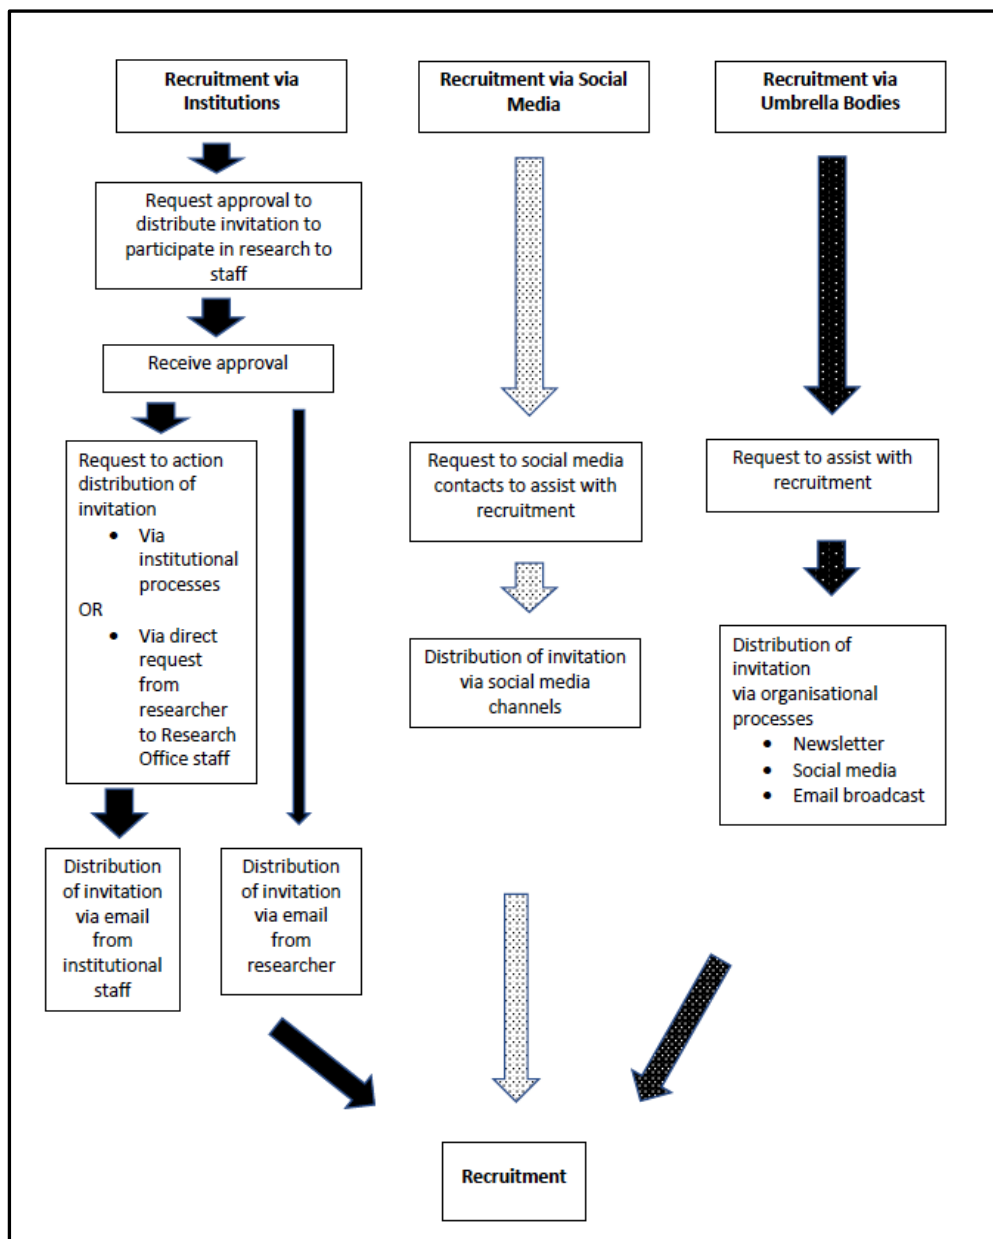 Recruitment via
Institutions
Recruitment via Social
Media
Recruitment via
Umbrella Bodies
Request approval to
distribute invitation to
participate in research to
staff
Receive approval
Request to action
distribution of
invitation
• Via
institutional
processes
OR
• Via direct
request
from
researcher
to Research
Office staff
Request to social media
contacts to assist with
recruitment
Request to assist with
recruitment
Distribution of invitation
via social media
channels
Distribution of
invitation
via organisational
processes
• Newsletter
• Social media
• Email broadcast
Distribution
of invitation
via email
from
institutional
staff
Distribution
of invitation
via email
from
researcher
Recruitment